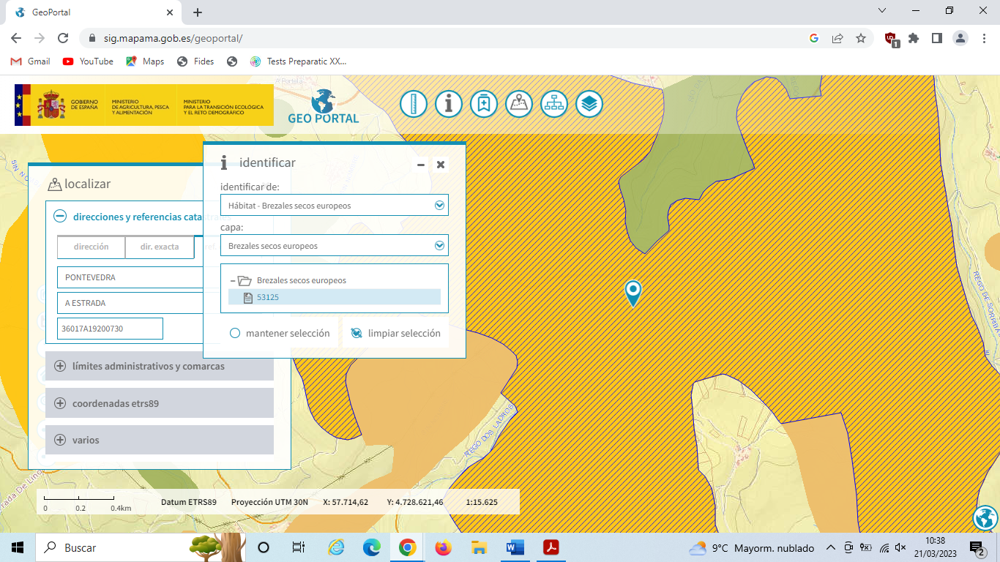 GeoPortal
sig.mapama.gob.es/geoportal/
1
Gmail
YouTube
Maps
Fides
Tests Preparatic XX...
GOBIERNO
DE ESPAÑA
MINISTERIO
DE AGRICULTURA, PESCA
Y ALIMENTACIÓN
MINISTERIO
PARA LA TRANSICIÓN ECOLÓGICA
Y EL RETO DEMOGRÁFICO
GEO PORTAL
identificar
identificar de:
Hábitat - Brezales secos europeos
capa:
Brezales secos europeos
Brezales secos europeos
53125
mantener selección
limpiar selección
localizar
direcciones y referencias catastrales
dirección
dir. exacta
ref.
PONTEVEDRA
A ESTRADA
36017A19200730
límites administrativos y comarcas
coordenadas etrs89
varios
REGO DOS LADROS
0 0.2 0.4km
Datum ETRS89 Proyección UTM 30N X: 57.714,62 Y: 4.728.621,46 1:15.625
Buscar
9°C Mayorm. nublado
10:38
21/03/2023
2